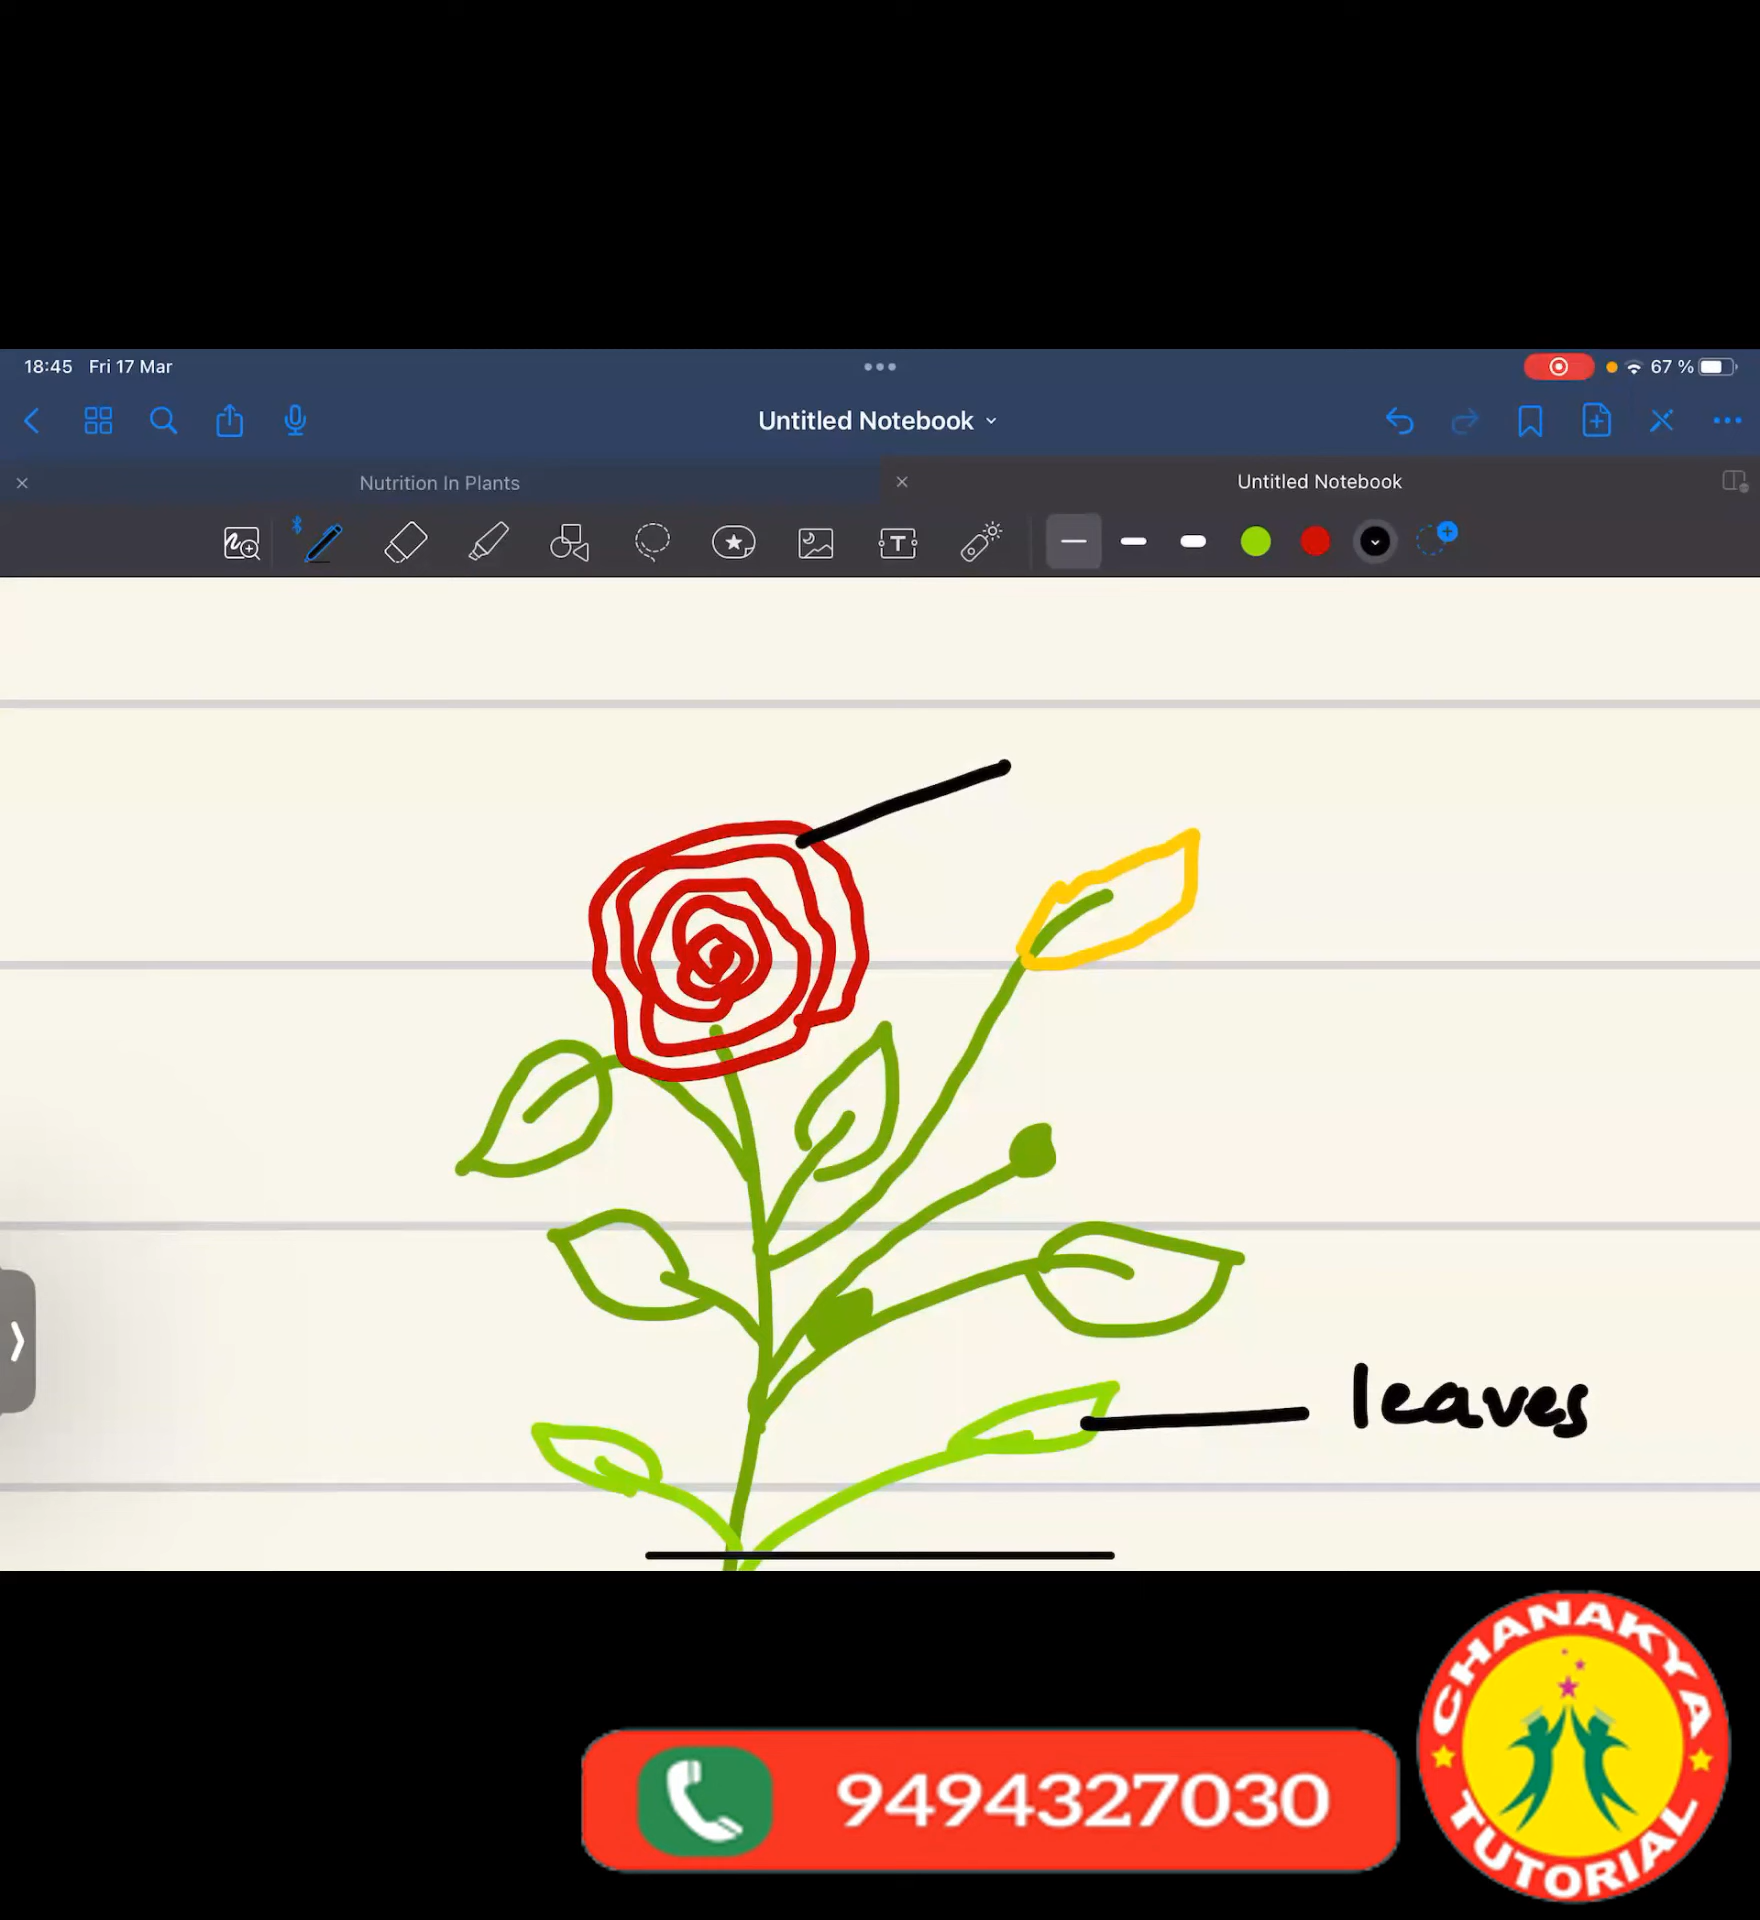 18:45 Fri 17 Mar
67 %
Untitled Notebook
Nutrition In Plants
Untitled Notebook
T
leaves
9494327030
CHANAKYA
TUTORIAL